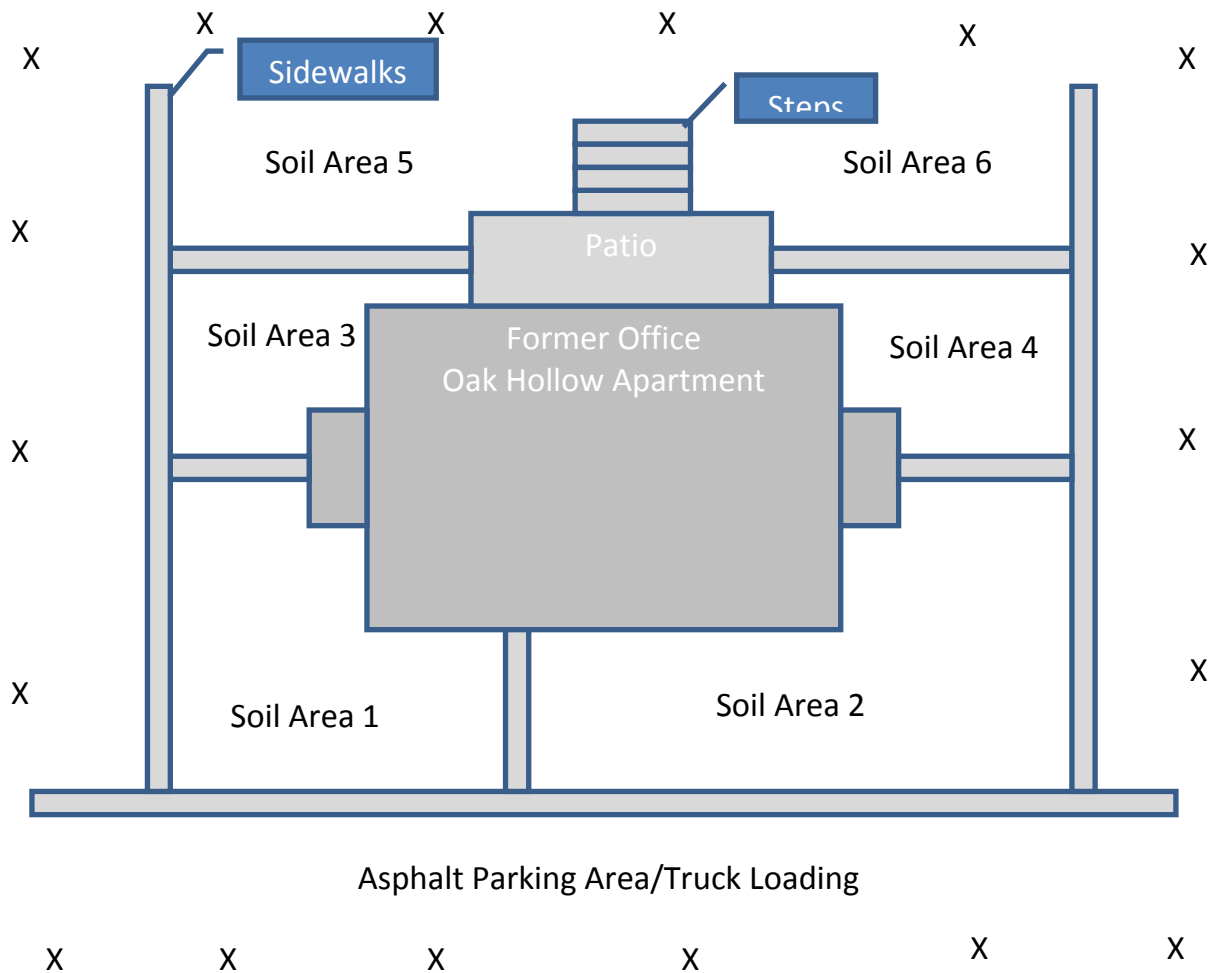 X X X X X X
Sidewalks
Steps
Soil Area 5
Soil Area 6
X X
Patio
Soil Area 3
Former Office
Oak Hollow Apartment
Soil Area 4
X X
X X
Soil Area 1
Soil Area 2
Asphalt Parking Area/Truck Loading
X X X X X X